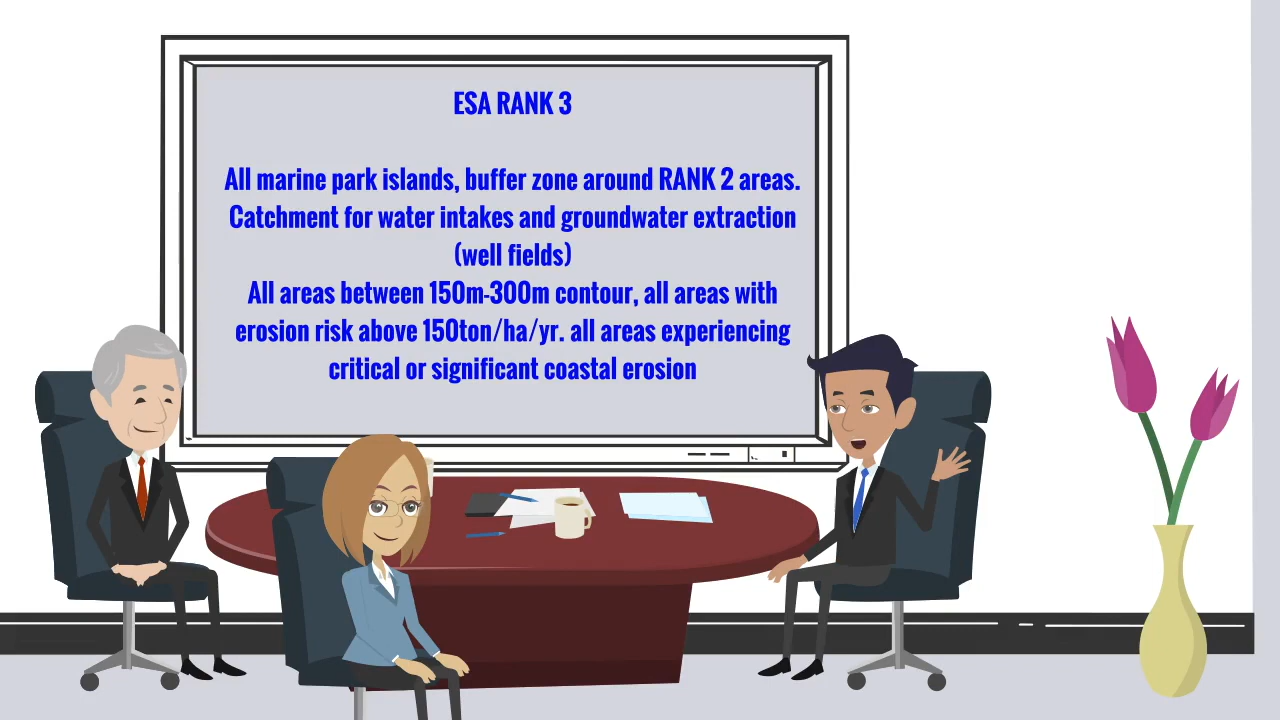 ESA RANK 3
All marine park islands, buffer zone around RANK 2 areas.
Catchment for water intakes and groundwater extraction
(well fields)
All areas between 150m-300m contour, all areas with
erosion risk above 150ton/ha/yr. all areas experiencing
critical or significant coastal erosion